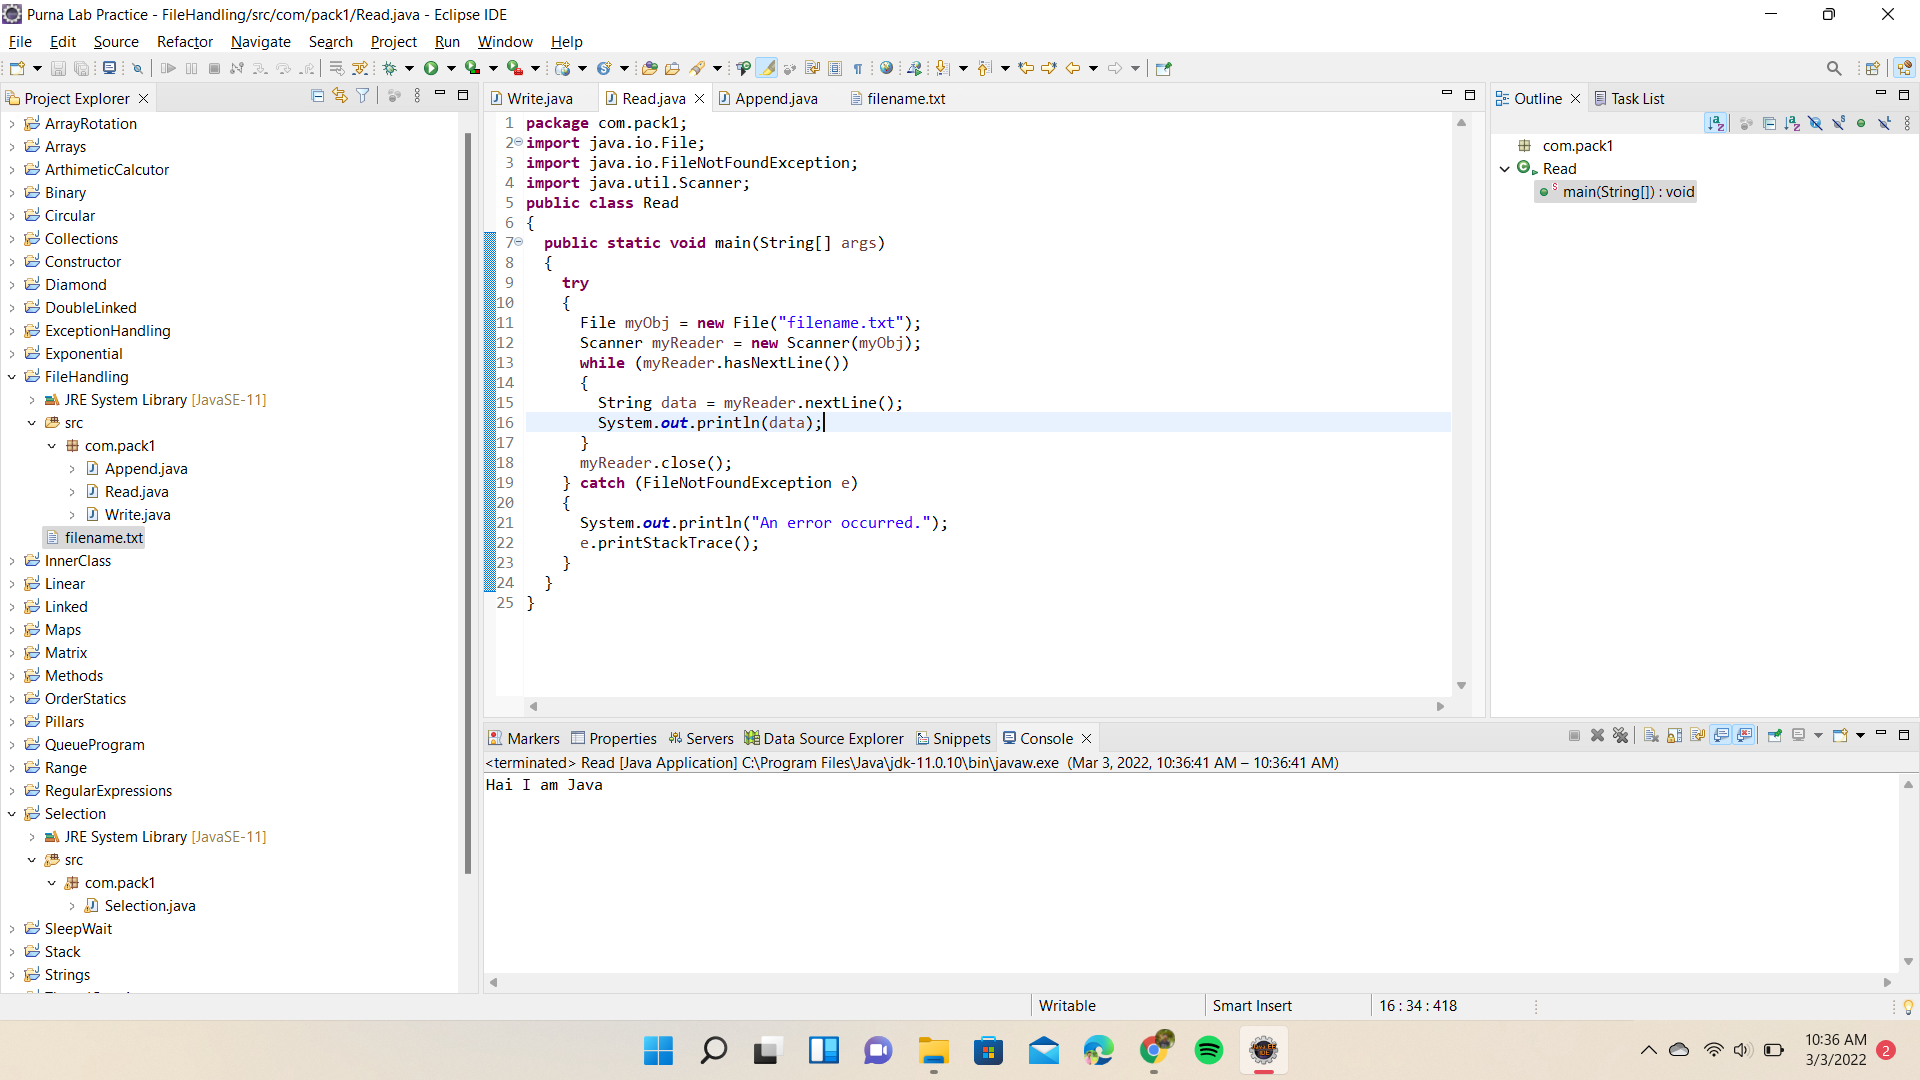 Purna Lab Practice - FileHandling/src/com/pack1/Read.java - Eclipse IDE
File Edit Source Refactor Navigate Search Project Run Window Help
Project Explorer
ArrayRotation
Arrays
ArthimeticCalcutor
Binary
Circular
Collections
Constructor
Diamond
DoubleLinked
ExceptionHandling
Exponential
FileHandling
JRE System Library [JavaSE-11]
src
com.pack1
Append.java
Read.java
Write.java
filename.txt
InnerClass
Linear
Linked
Maps
Matrix
Methods
OrderStatics
Pillars
QueueProgram
Range
RegularExpressions
Selection
JRE System Library [JavaSE-11]
src
com.pack1
Selection.java
SleepWait
Stack
Strings
Write.java Read.java Append.java filename.txt
1 package com.pack1;
2 import java.io.File;
3 import java.io.FileNotFoundException;
4 import java.util.Scanner;
5 public class Read
6 {
7 public static void main(String[] args)
8 {
9 try
10 {
11 File myObj = new File("filename.txt");
12 Scanner myReader = new Scanner(myObj);
13 while (myReader.hasNextLine())
14 {
15 String data = myReader.nextLine();
16 System.out.println(data);
17 }
18 myReader.close();
19 } catch (FileNotFoundException e)
20 {
21 System.out.println("An error occurred.");
22 e.printStackTrace();
23 }
24 }
25 }
Outline Task List
com.pack1
Read
main(String[]) : void
Markers Properties Servers Data Source Explorer Snippets Console
<terminated> Read [Java Application] C:\Program Files\Java\jdk-11.0.10\bin\javaw.exe (Mar 3, 2022, 10:36:41 AM – 10:36:41 AM)
Hai I am Java
Writable Smart Insert 16 : 34 : 418
10:36 AM
3/3/2022
2